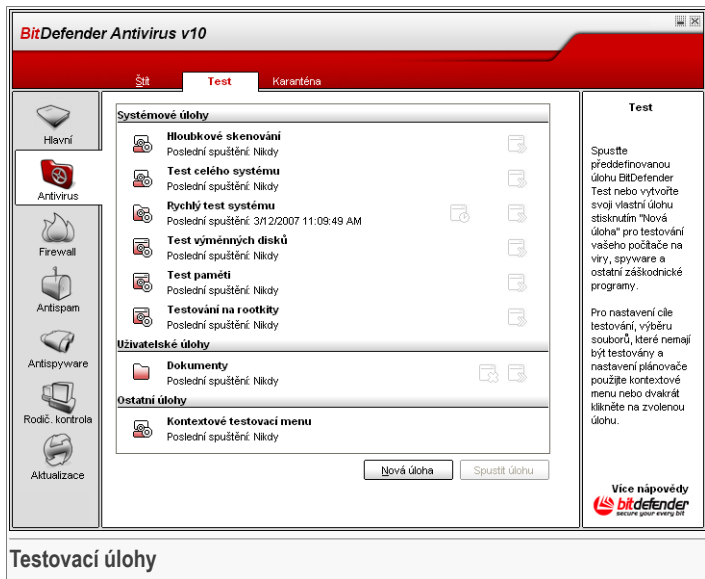 BitDefender Antivirus v10
Štít
Test
Karanténa
Hlavní
Antivirus
Firewall
Antispam
Antispyware
Rodič. kontrola
Aktualizace
Systémové úlohy
Hloubkové skenování
Poslední spuštění: Nikdy
Test celého systému
Poslední spuštění: Nikdy
Rychlý test systému
Poslední spuštění: 3/12/2007 11:09:49 AM
Test výměnných disků
Poslední spuštění: Nikdy
Test paměti
Poslední spuštění: Nikdy
Testování na rootkity
Poslední spuštění: Nikdy
Uživatelské úlohy
Dokumenty
Poslední spuštění: Nikdy
Ostatní úlohy
Kontextové testovací menu
Poslední spuštění: Nikdy
Nová úloha
Spustit úlohu
Test
Spusťte
předdefinovanou
úlohu BitDefender
Test nebo vytvořte
svoji vlastní úlohu
stisknutím "Nová
úloha" pro testování
vašeho počítače na
viry, spyware a
ostatní záškodnické
programy.
Pro nastavení cíle
testování, výběru
souborů, které nemají
být testovány a
nastavení plánovače
použijte kontextové
menu nebo dvakrát
klikněte na zvolenou
úlohu.
Více nápovědy
bitdefender
secure your every bit
Testovací úlohy